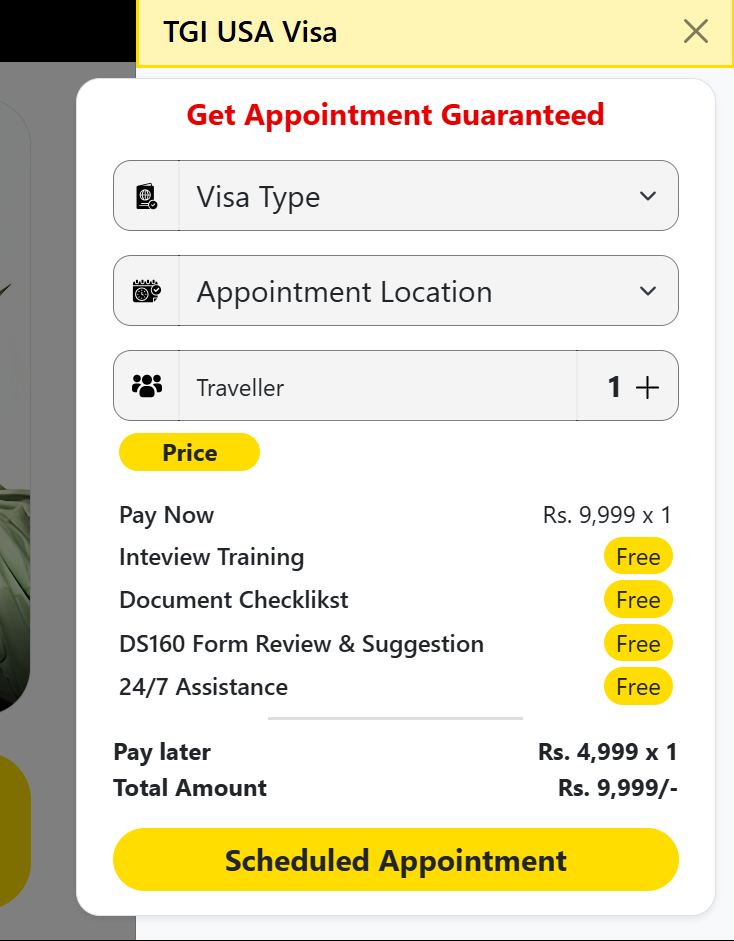 TGI USA Visa
Get Appointment Guaranteed
Visa Type
Appointment Location
Traveller 1
Price
Pay Now Rs. 9,999 x 1
Inteview Training Free
Document Checklikst Free
DS160 Form Review & Suggestion Free
24/7 Assistance Free
Pay later Rs. 4,999 x 1
Total Amount Rs. 9,999/-
Scheduled Appointment